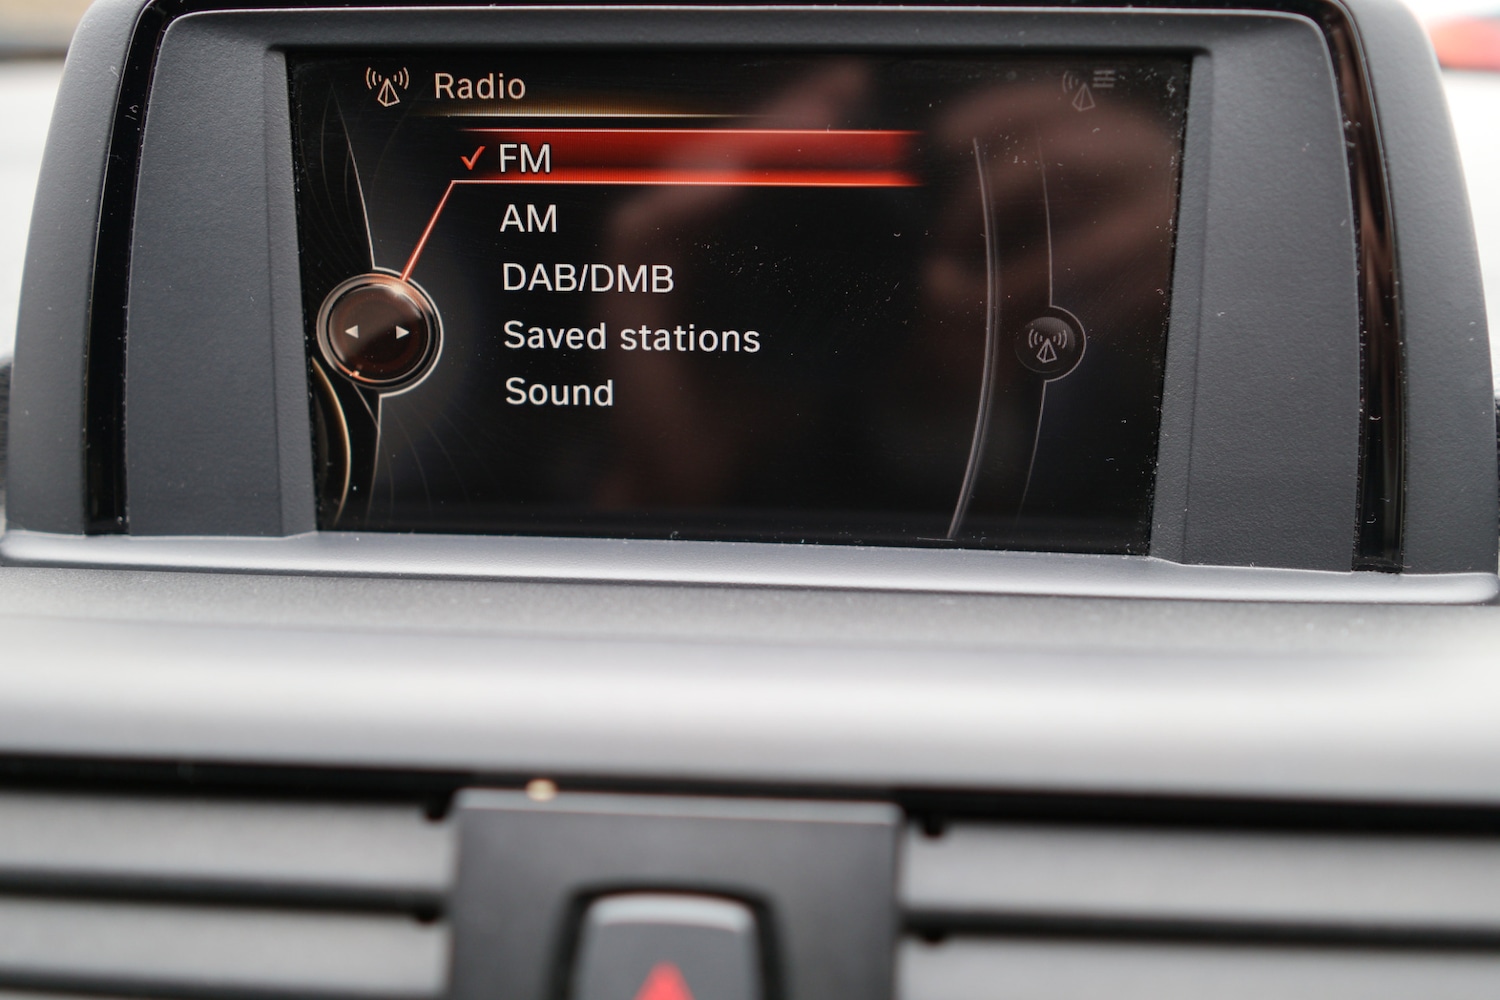 Radio
FM
AM
DAB/DMB
Saved stations
Sound